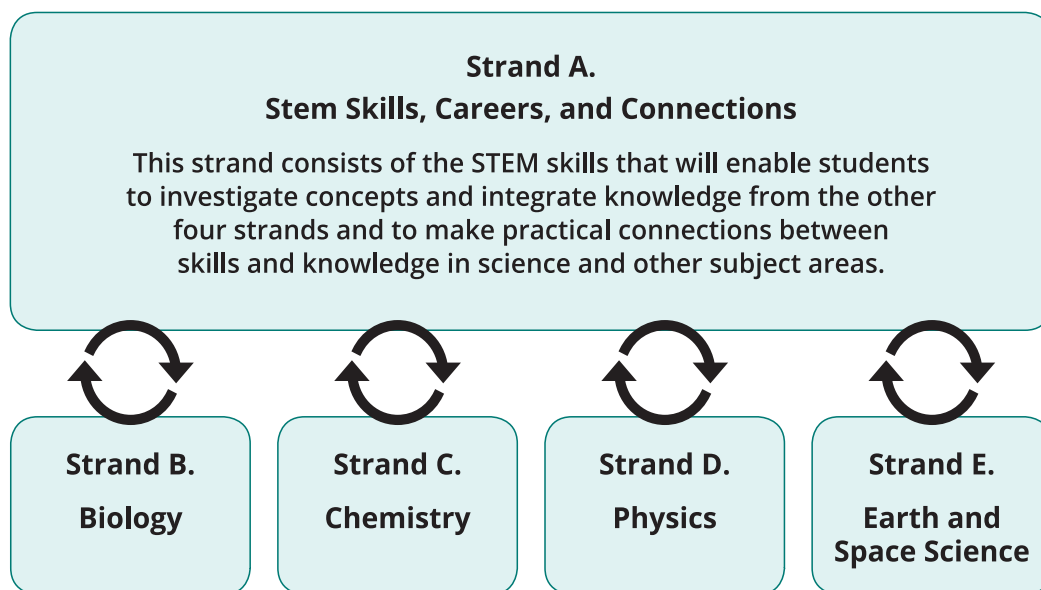 Strand A.
Stem Skills, Careers, and Connections
This strand consists of the STEM skills that will enable students
to investigate concepts and integrate knowledge from the other
four strands and to make practical connections between
skills and knowledge in science and other subject areas.
Strand B.
Biology
Strand C.
Chemistry
Strand D.
Physics
Strand E.
Earth and
Space Science